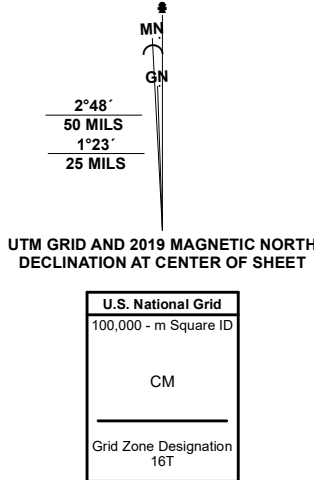 MN
GN
2°48´
50 MILS
1°23´
25 MILS
UTM GRID AND 2019 MAGNETIC NORTH
DECLINATION AT CENTER OF SHEET
U.S. National Grid
100,000 - m Square ID
CM
Grid Zone Designation
16T